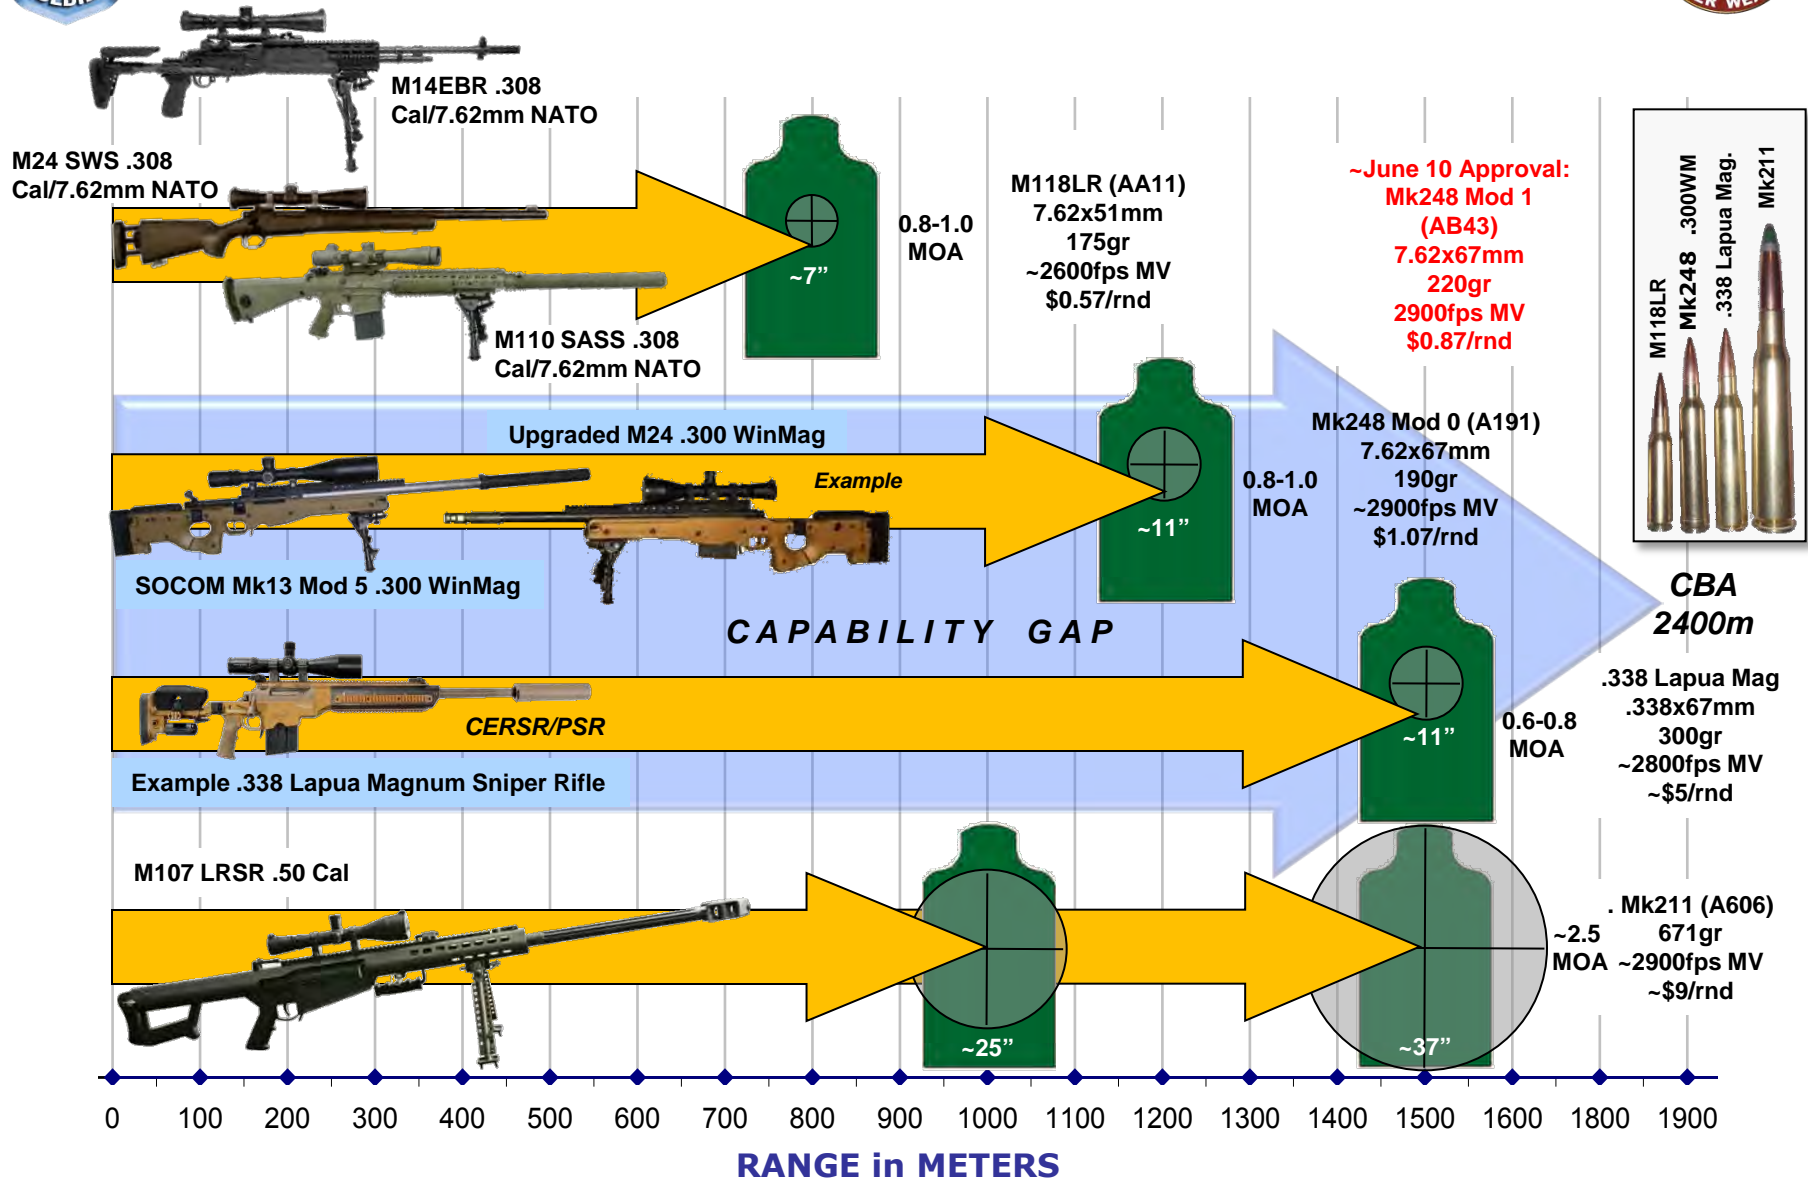 M14EBR .308
Cal/7.62mm NATO
M24 SWS .308
Cal/7.62mm NATO
M110 SASS .308
Cal/7.62mm NATO
~7”
0.8-1.0
MOA
M118LR (AA11)
7.62x51mm
175gr
~2600fps MV
$0.57/rnd
~June 10 Approval:
Mk248 Mod 1
(AB43)
7.62x67mm
220gr
2900fps MV
$0.87/rnd
M118LR
Mk248 .300WM
.338 Lapua Mag.
Mk211
Upgraded M24 .300 WinMag
Example
SOCOM Mk13 Mod 5 .300 WinMag
~11”
0.8-1.0
MOA
Mk248 Mod 0 (A191)
7.62x67mm
190gr
~2900fps MV
$1.07/rnd
CAPABILITY GAP
CBA
2400m
CERSR/PSR
Example .338 Lapua Magnum Sniper Rifle
~11”
0.6-0.8
MOA
.338 Lapua Mag
.338x67mm
300gr
~2800fps MV
~$5/rnd
M107 LRSR .50 Cal
~25”
~37”
~2.5
MOA
. Mk211 (A606)
671gr
~2900fps MV
~$9/rnd
0 100 200 300 400 500 600 700 800 900 1000 1100 1200 1300 1400 1500 1600 1700 1800 1900
RANGE in METERS